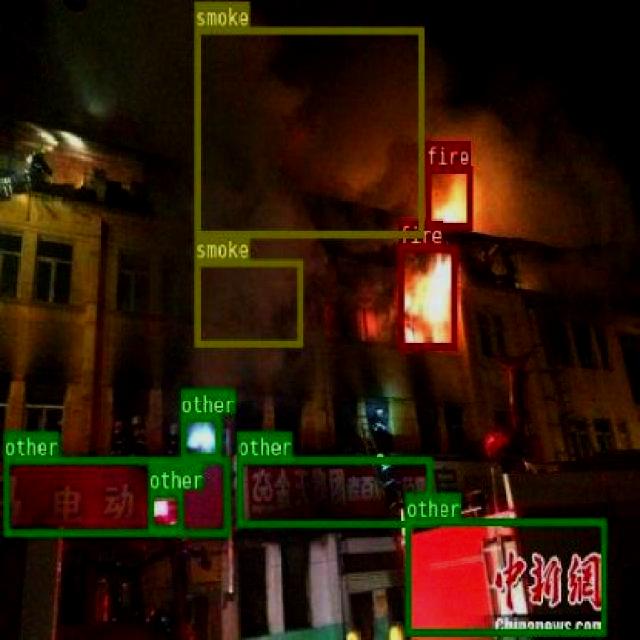 smoke
fire
fire
smoke
other
other
other
other
other
电动
中新網
Chinanews.com